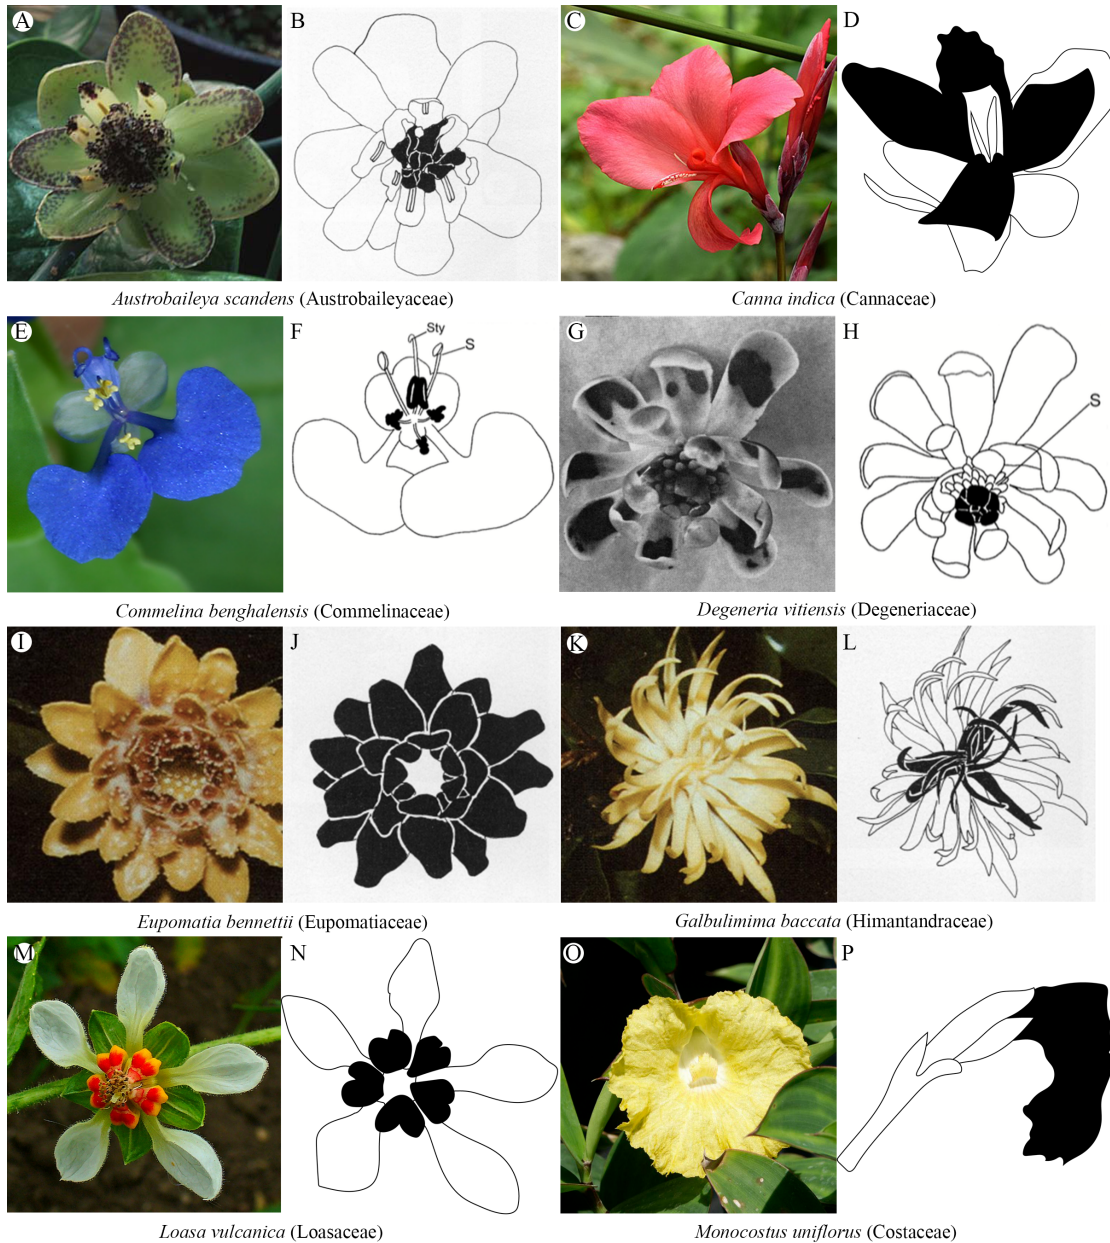 A B C D
Austrobaileya scandens (Austrobaileyaceae) Canna indica (Cannaceae)
E F G H
Sty
S
S
Commelina benghalensis (Commelinaceae) Degeneria vitiensis (Degeneriaceae)
I J K L
Eupomatia bennettii (Eupomatiaceae) Galbulimima baccata (Himantandraceae)
M N O P
Loasa vulcanica (Loasaceae) Monocostus uniflorus (Costaceae)